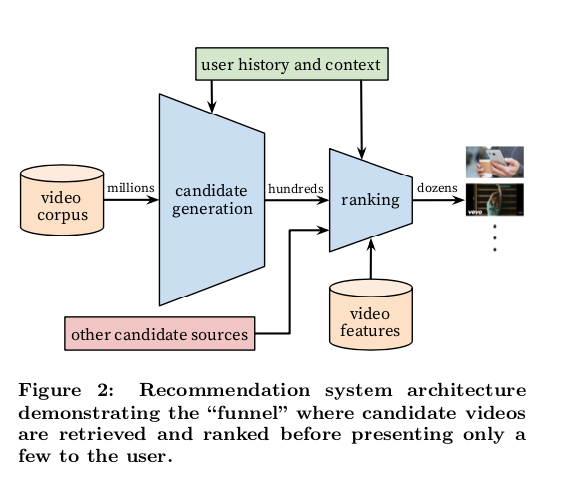 user history and context
video
corpus
millions
candidate
generation
hundreds
ranking
dozens
vevo
other candidate sources
video
features
Figure 2: Recommendation system architecture
demonstrating the “funnel” where candidate videos
are retrieved and ranked before presenting only a
few to the user.